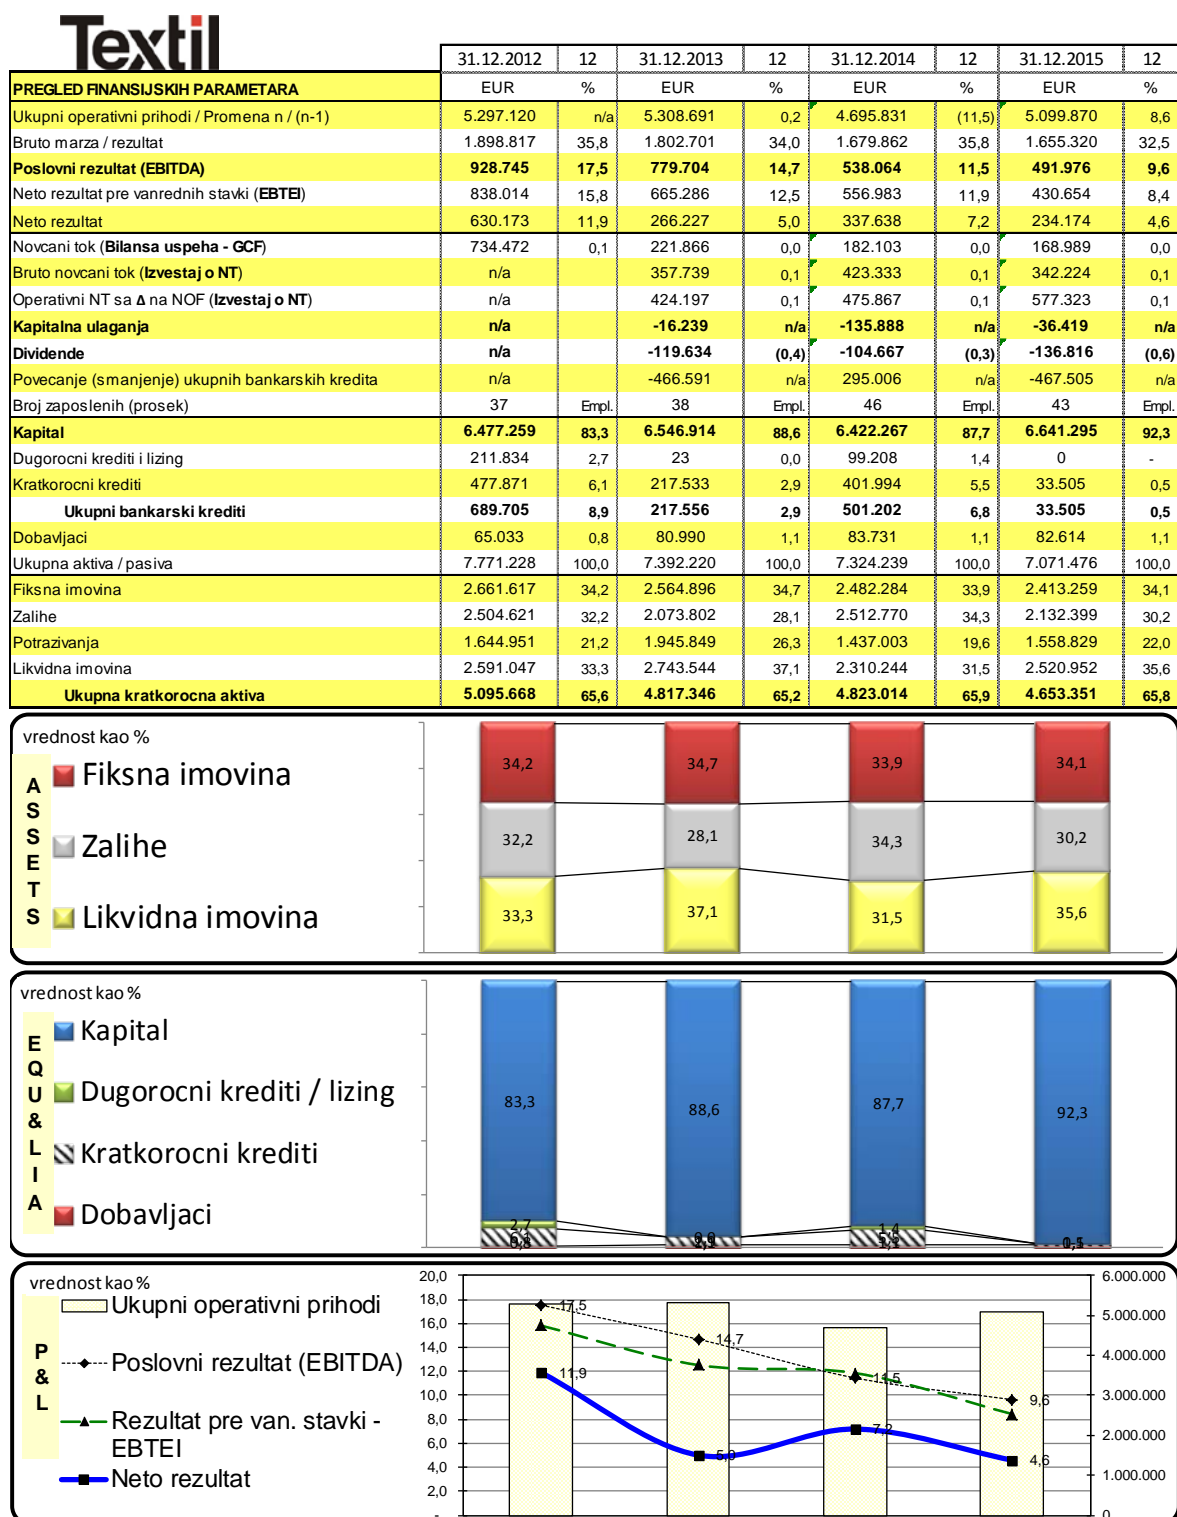 Textil
31.12.2012 12 31.12.2013 12 31.12.2014 12 31.12.2015 12
PREGLED FINANSIJSKIH PARAMETARA EUR % EUR % EUR % EUR %
Ukupni operativni prihodi / Promena n / (n-1) 5.297.120 n/a 5.308.691 0,2 4.695.831 (11,5) 5.099.870 8,6
Bruto marza / rezultat 1.898.817 35,8 1.802.701 34,0 1.679.862 35,8 1.655.320 32,5
Poslovni rezultat (EBITDA) 928.745 17,5 779.704 14,7 538.064 11,5 491.976 9,6
Neto rezultat pre vanrednih stavki (EBTEI) 838.014 15,8 665.286 12,5 556.983 11,9 430.654 8,4
Neto rezultat 630.173 11,9 266.227 5,0 337.638 7,2 234.174 4,6
Novcani tok (Bilansa uspeha - GCF) 734.472 0,1 221.866 0,0 182.103 0,0 168.989 0,0
Bruto novcani tok (Izvestaj o NT) n/a 357.739 0,1 423.333 0,1 342.224 0,1
Operativni NT sa Δ na NOF (Izvestaj o NT) n/a 424.197 0,1 475.867 0,1 577.323 0,1
Kapitalna ulaganja n/a -16.239 n/a -135.888 n/a -36.419 n/a
Dividende n/a -119.634 (0,4) -104.667 (0,3) -136.816 (0,6)
Povecanje (smanjenje) ukupnih bankarskih kredita n/a -466.591 n/a 295.006 n/a -467.505 n/a
Broj zaposlenih (prosek) 37 Empl. 38 Empl. 46 Empl. 43 Empl.
Kapital 6.477.259 83,3 6.546.914 88,6 6.422.267 87,7 6.641.295 92,3
Dugorocni krediti i lizing 211.834 2,7 23 0,0 99.208 1,4 0 -
Kratkorocni krediti 477.871 6,1 217.533 2,9 401.994 5,5 33.505 0,5
Ukupni bankarski krediti 689.705 8,9 217.556 2,9 501.202 6,8 33.505 0,5
Dobavljaci 65.033 0,8 80.990 1,1 83.731 1,1 82.614 1,1
Ukupna aktiva / pasiva 7.771.228 100,0 7.392.220 100,0 7.324.239 100,0 7.071.476 100,0
Fiksna imovina 2.661.617 34,2 2.564.896 34,7 2.482.284 33,9 2.413.259 34,1
Zalihe 2.504.621 32,2 2.073.802 28,1 2.512.770 34,3 2.132.399 30,2
Potrazivanja 1.644.951 21,2 1.945.849 26,3 1.437.003 19,6 1.558.829 22,0
Likvidna imovina 2.591.047 33,3 2.743.544 37,1 2.310.244 31,5 2.520.952 35,6
Ukupna kratkorocna aktiva 5.095.668 65,6 4.817.346 65,2 4.823.014 65,9 4.653.351 65,8
vrednost kao %
ASSETS
Fiksna imovina
Zalihe
Likvidna imovina
34,2 34,7 33,9 34,1
32,2 28,1 34,3 30,2
33,3 37,1 31,5 35,6
vrednost kao %
EQU&LIA
Kapital
Dugorocni krediti / lizing
Kratkorocni krediti
Dobavljaci
83,3 88,6 87,7 92,3
2,7 1,4
vrednost kao %
P&L
Ukupni operativni prihodi
Poslovni rezultat (EBITDA)
Rezultat pre van. stavki -
EBTEI
Neto rezultat
20,0
18,0
16,0
14,0
12,0
10,0
8,0
6,0
4,0
2,0
-
17,5 14,7 11,5 9,6
11,9 5,0 7,2 4,6
6.000.000
5.000.000
4.000.000
3.000.000
2.000.000
1.000.000
0